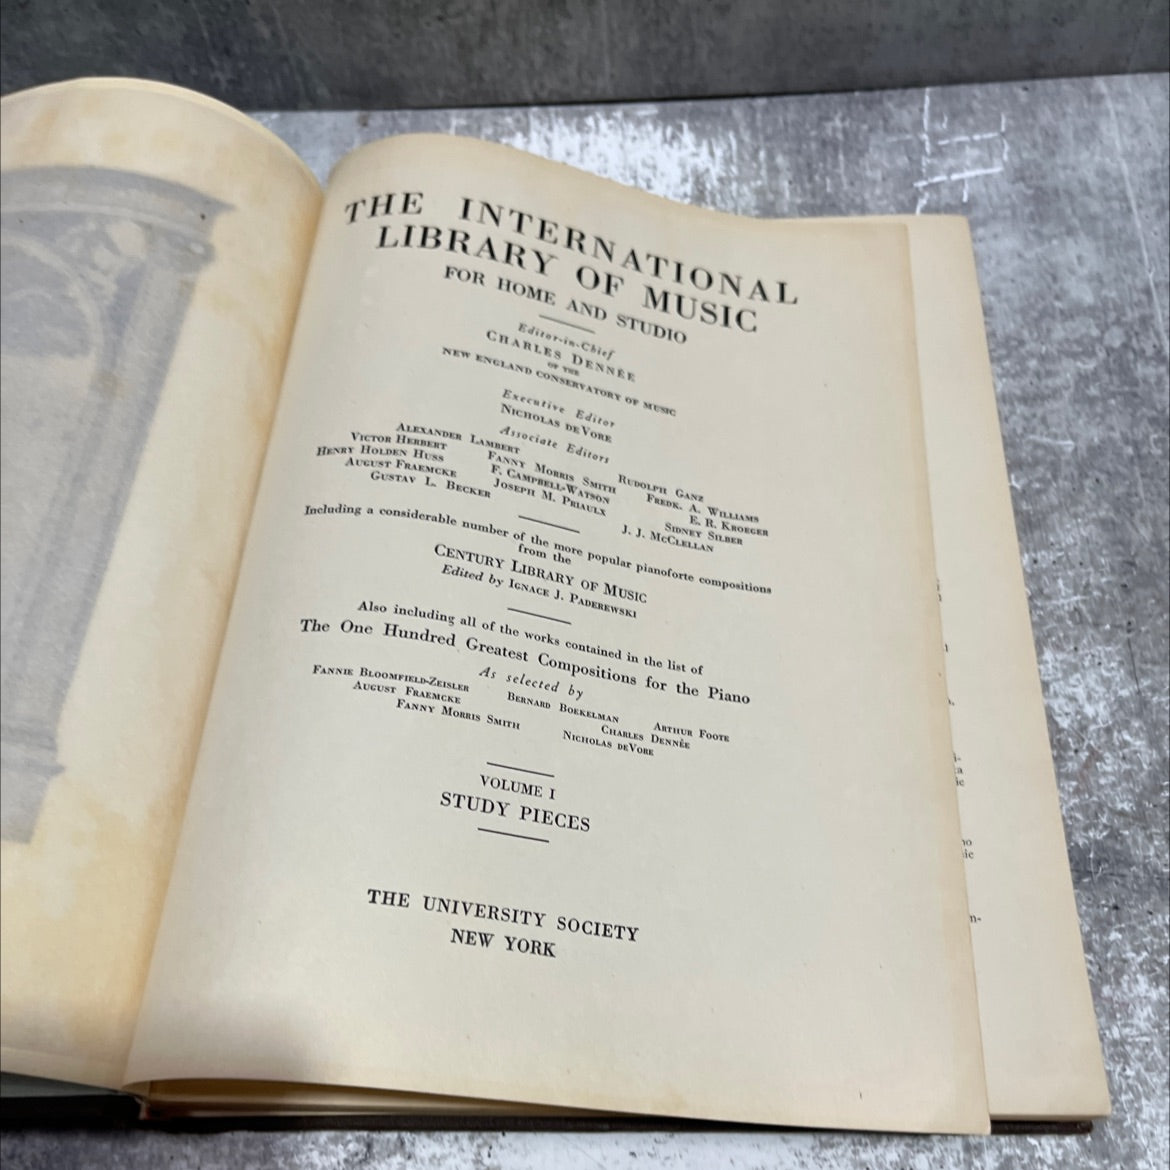 THE INTERNATIONAL
LIBRARY OF MUSIC
FOR HOME AND STUDIO
Editor-in-Chief
CHARLES DENNÉE
OF THE
NEW ENGLAND CONSERVATORY OF MUSIC
Executive Editor
NICHOLAS DEVORE
Associate Editors
ALEXANDER LAMBERT FANNY MORRIS SMITH RUDOLPH GANZ
VICTOR HERBERT F. CAMPBELL-WATSON FREDK. A. WILLIAMS
HENRY HOLDEN HUSS JOSEPH M. PRIAULX E. R. KROEGER
AUGUST FRAEMCKE SIDNEY SILBER
GUSTAV L. BECKER J. J. MCCLELLAN
Including a considerable number of the more popular pianoforte compositions
from the
CENTURY LIBRARY OF MUSIC
Edited by IGNACE J. PADEREWSKI
Also including all of the works contained in the list of
The One Hundred Greatest Compositions for the Piano
As selected by
FANNIE BLOOMFIELD-ZEISLER BERNARD BOEKELMAN ARTHUR FOOTE
AUGUST FRAEMCKE CHARLES DENNÈE
FANNY MORRIS SMITH NICHOLAS DEVORE
VOLUME I
STUDY PIECES
THE UNIVERSITY SOCIETY
NEW YORK